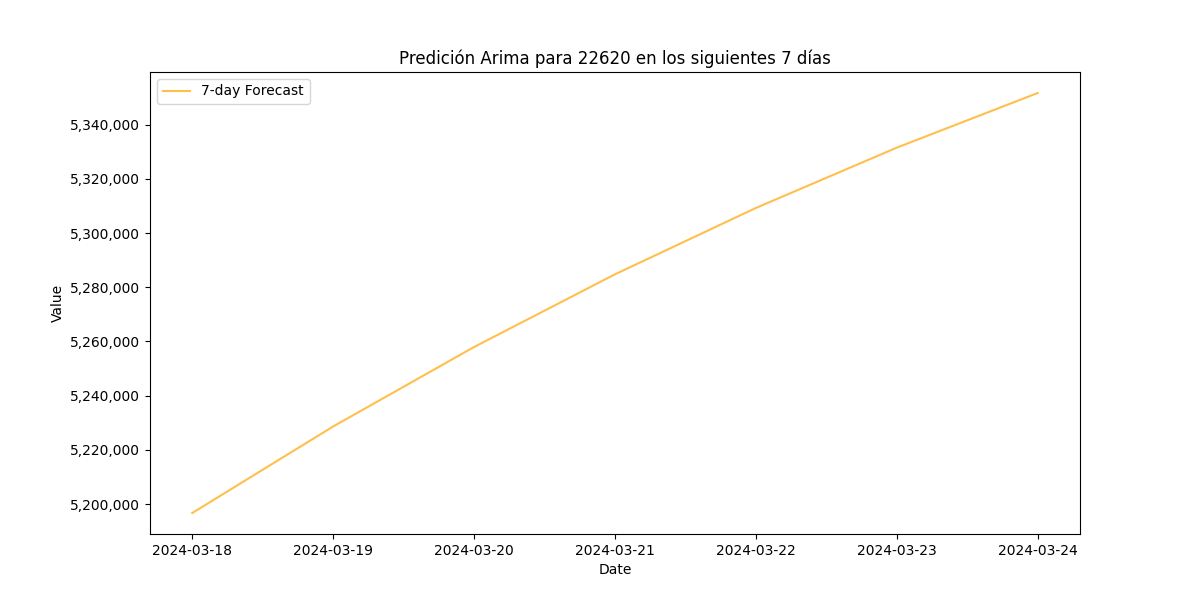 Predición Arima para 22620 en los siguientes 7 días
7-day Forecast
Value
5,340,000
5,320,000
5,300,000
5,280,000
5,260,000
5,240,000
5,220,000
5,200,000
2024-03-18 2024-03-19 2024-03-20 2024-03-21 2024-03-22 2024-03-23 2024-03-24
Date